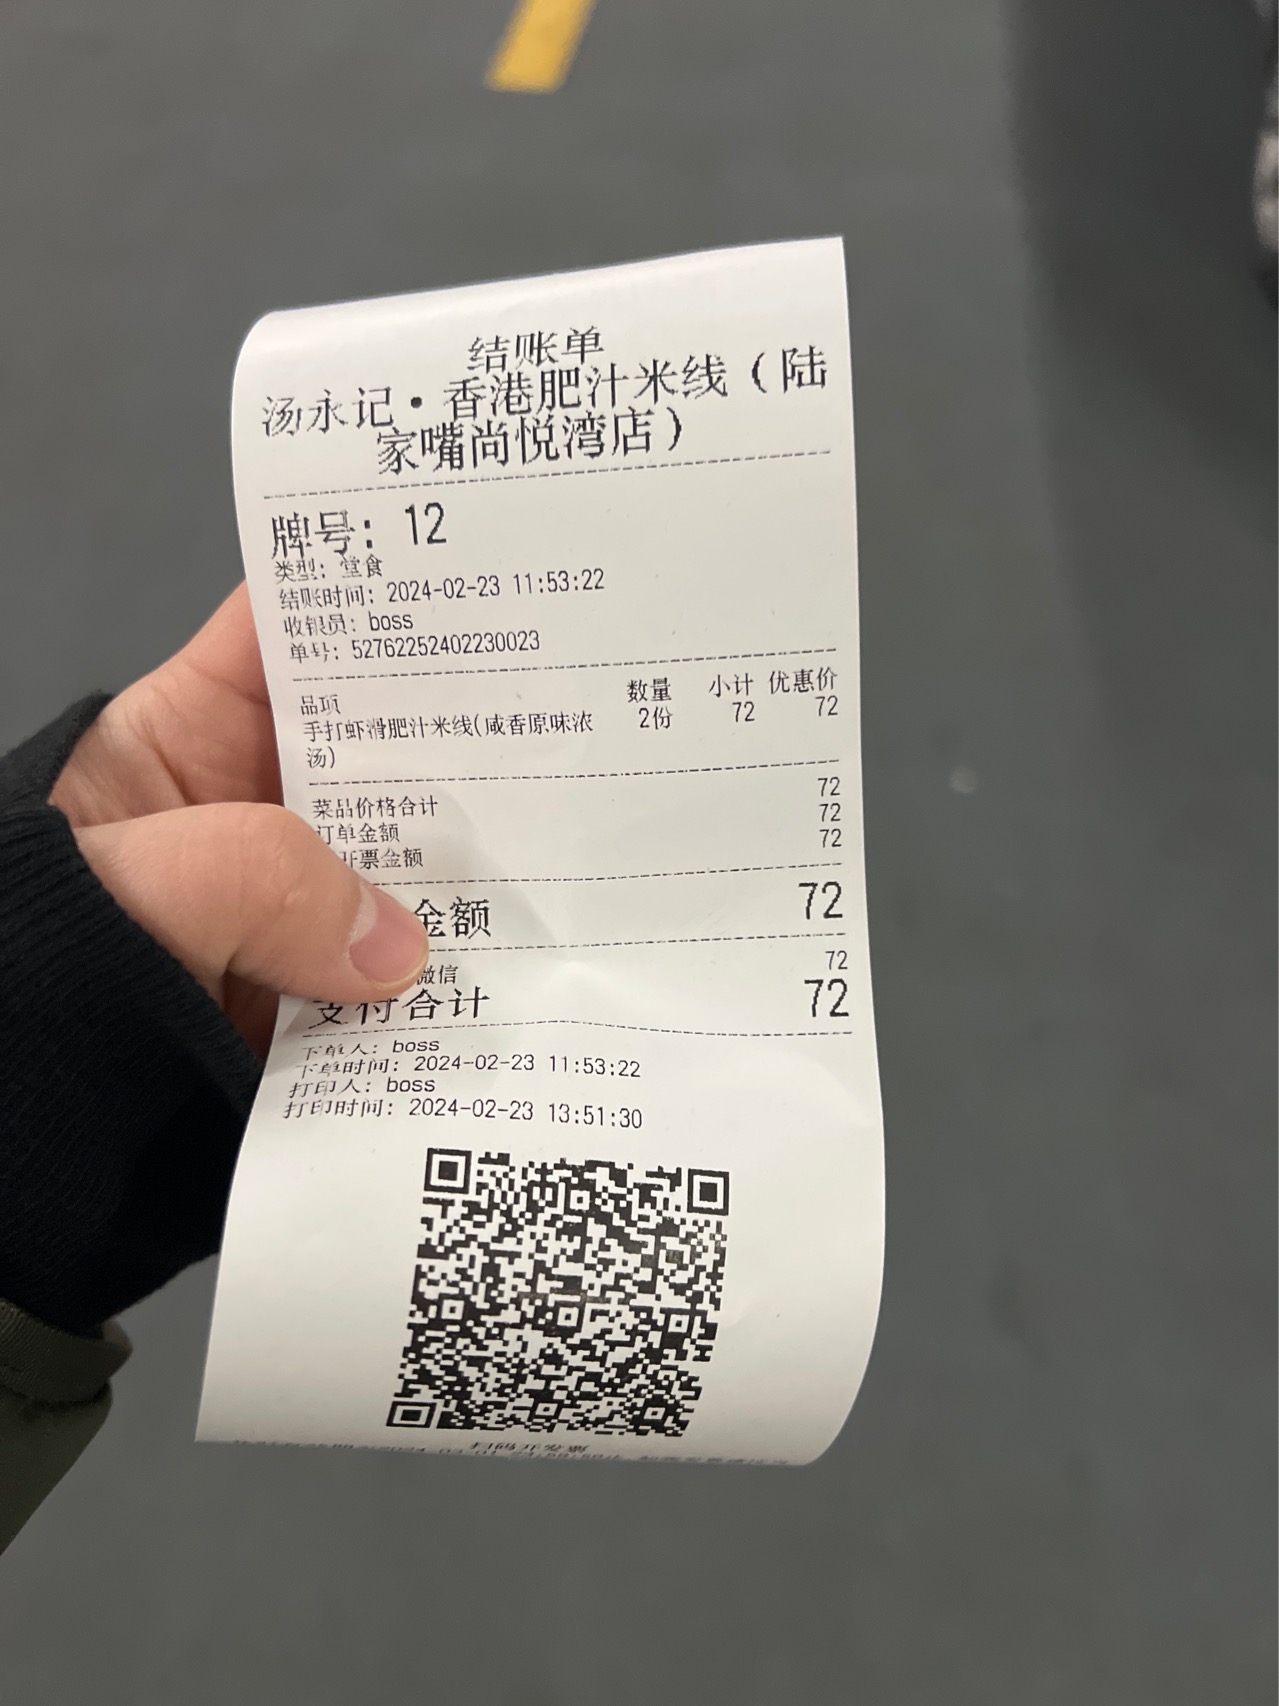 结账单
汤永记·香港肥汁米线(陆
家嘴尚悦湾店)
牌号: 12
类型: 堂食
结账时间: 2024-02-23 11:53:22
收银员: boss
单号: 52762252402230023
品项 数量 小计 优惠价
手打虾滑肥汁米线(咸香原味浓 2份 72 72
汤)
菜品价格合计 72
订单金额 72
开票金额 72
金额 72
微信 72
支付合计 72
下单人: boss
下单时间: 2024-02-23 11:53:22
打印人: boss
打印时间: 2024-02-23 13:51:30
扫码开发票